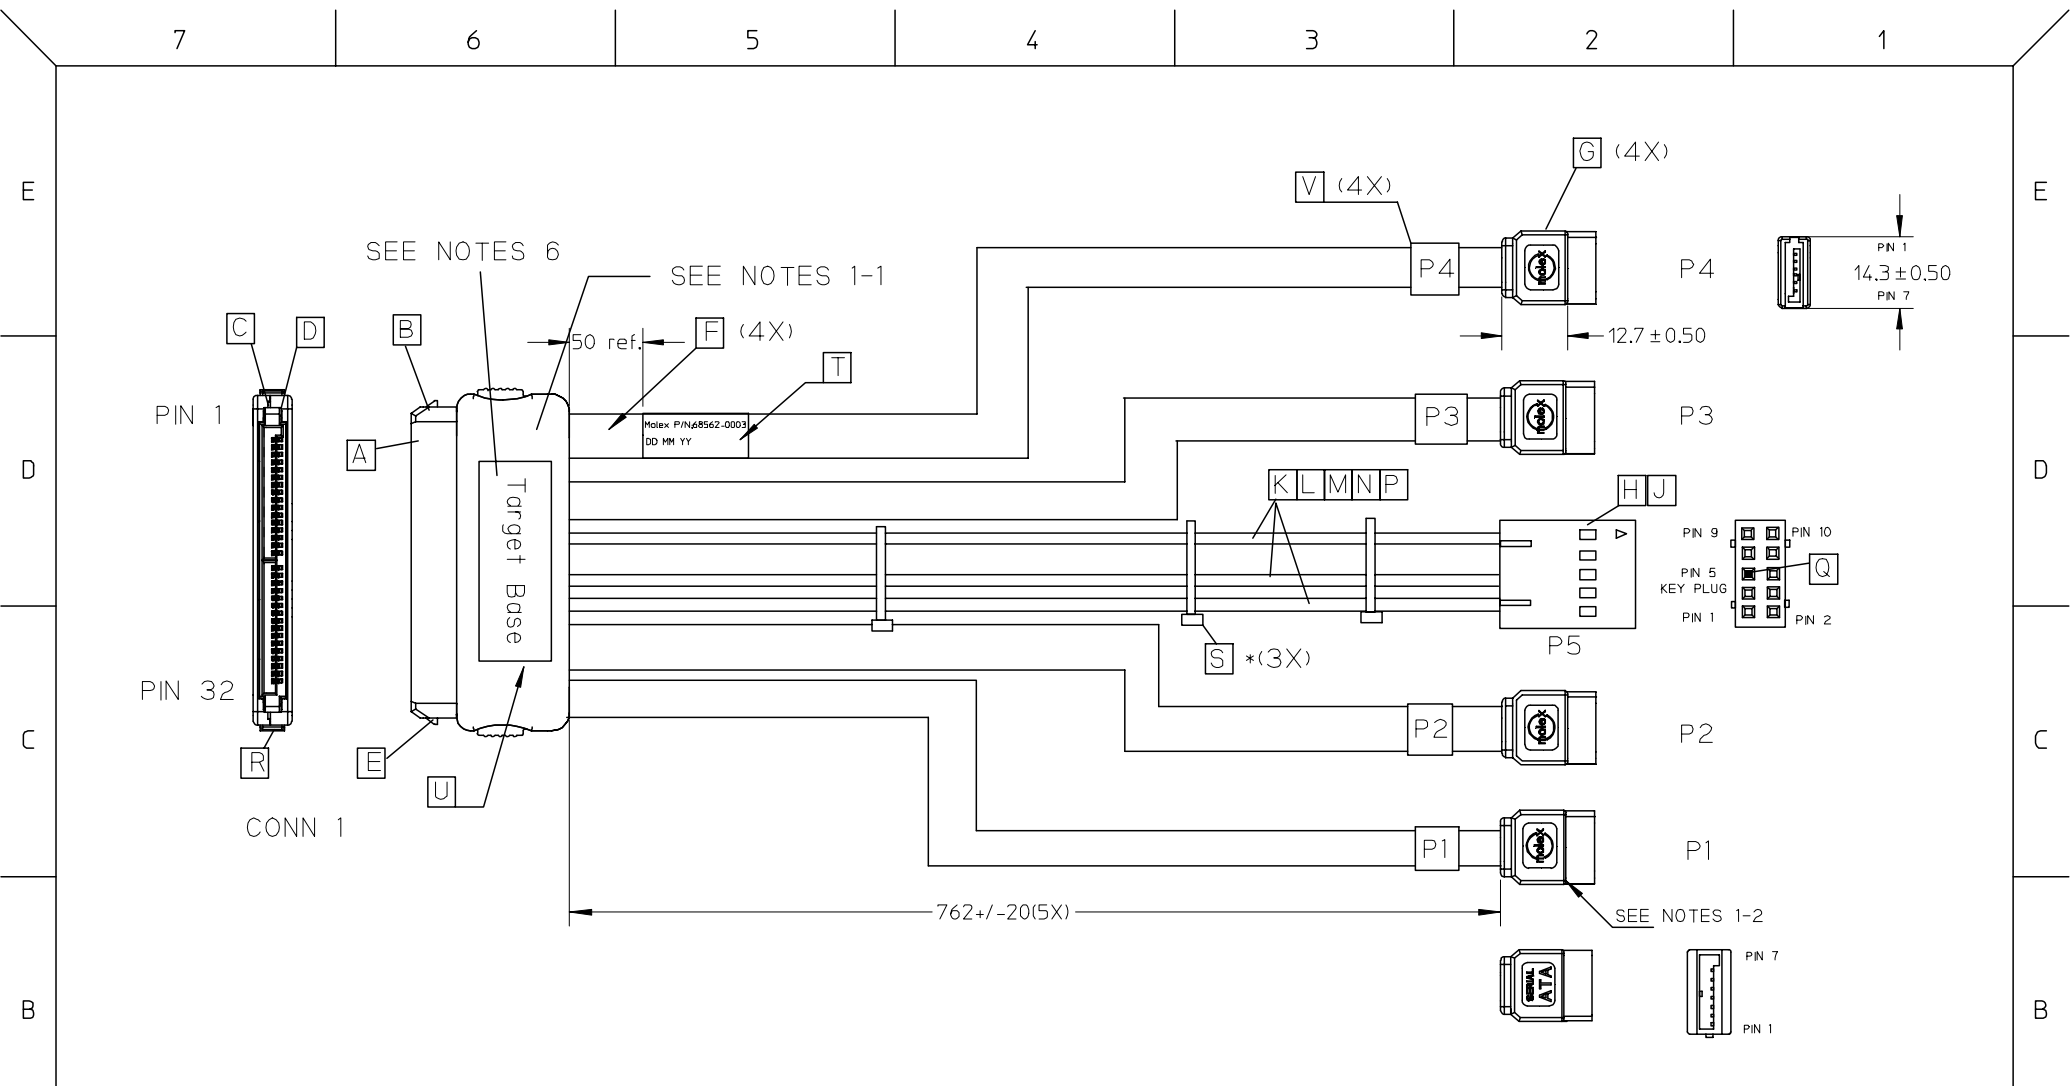 7 6 5 4 3 2 1
E E
G (4X)
V (4X)
SEE NOTES 6
SEE NOTES 1-1
P4 molex P4
PIN 1
14.3±0.50
PIN 7
C D B
50 ref.
F (4X)
12.7±0.50
T
PIN 1
A
Molex P/N:68562-0003
DD MM YY
P3 molex P3
D D
K L M N P
H J
Target Base
PIN 9 PIN 10
PIN 5
KEY PLUG
Q
PIN 1 PIN 2
P5
S *(3X)
PIN 32
R E U
C C
P2 molex P2
CONN 1
P1 molex P1
762+/-20(5X)
SEE NOTES 1-2
SERIAL
ATA
PIN 7
PIN 1
B B